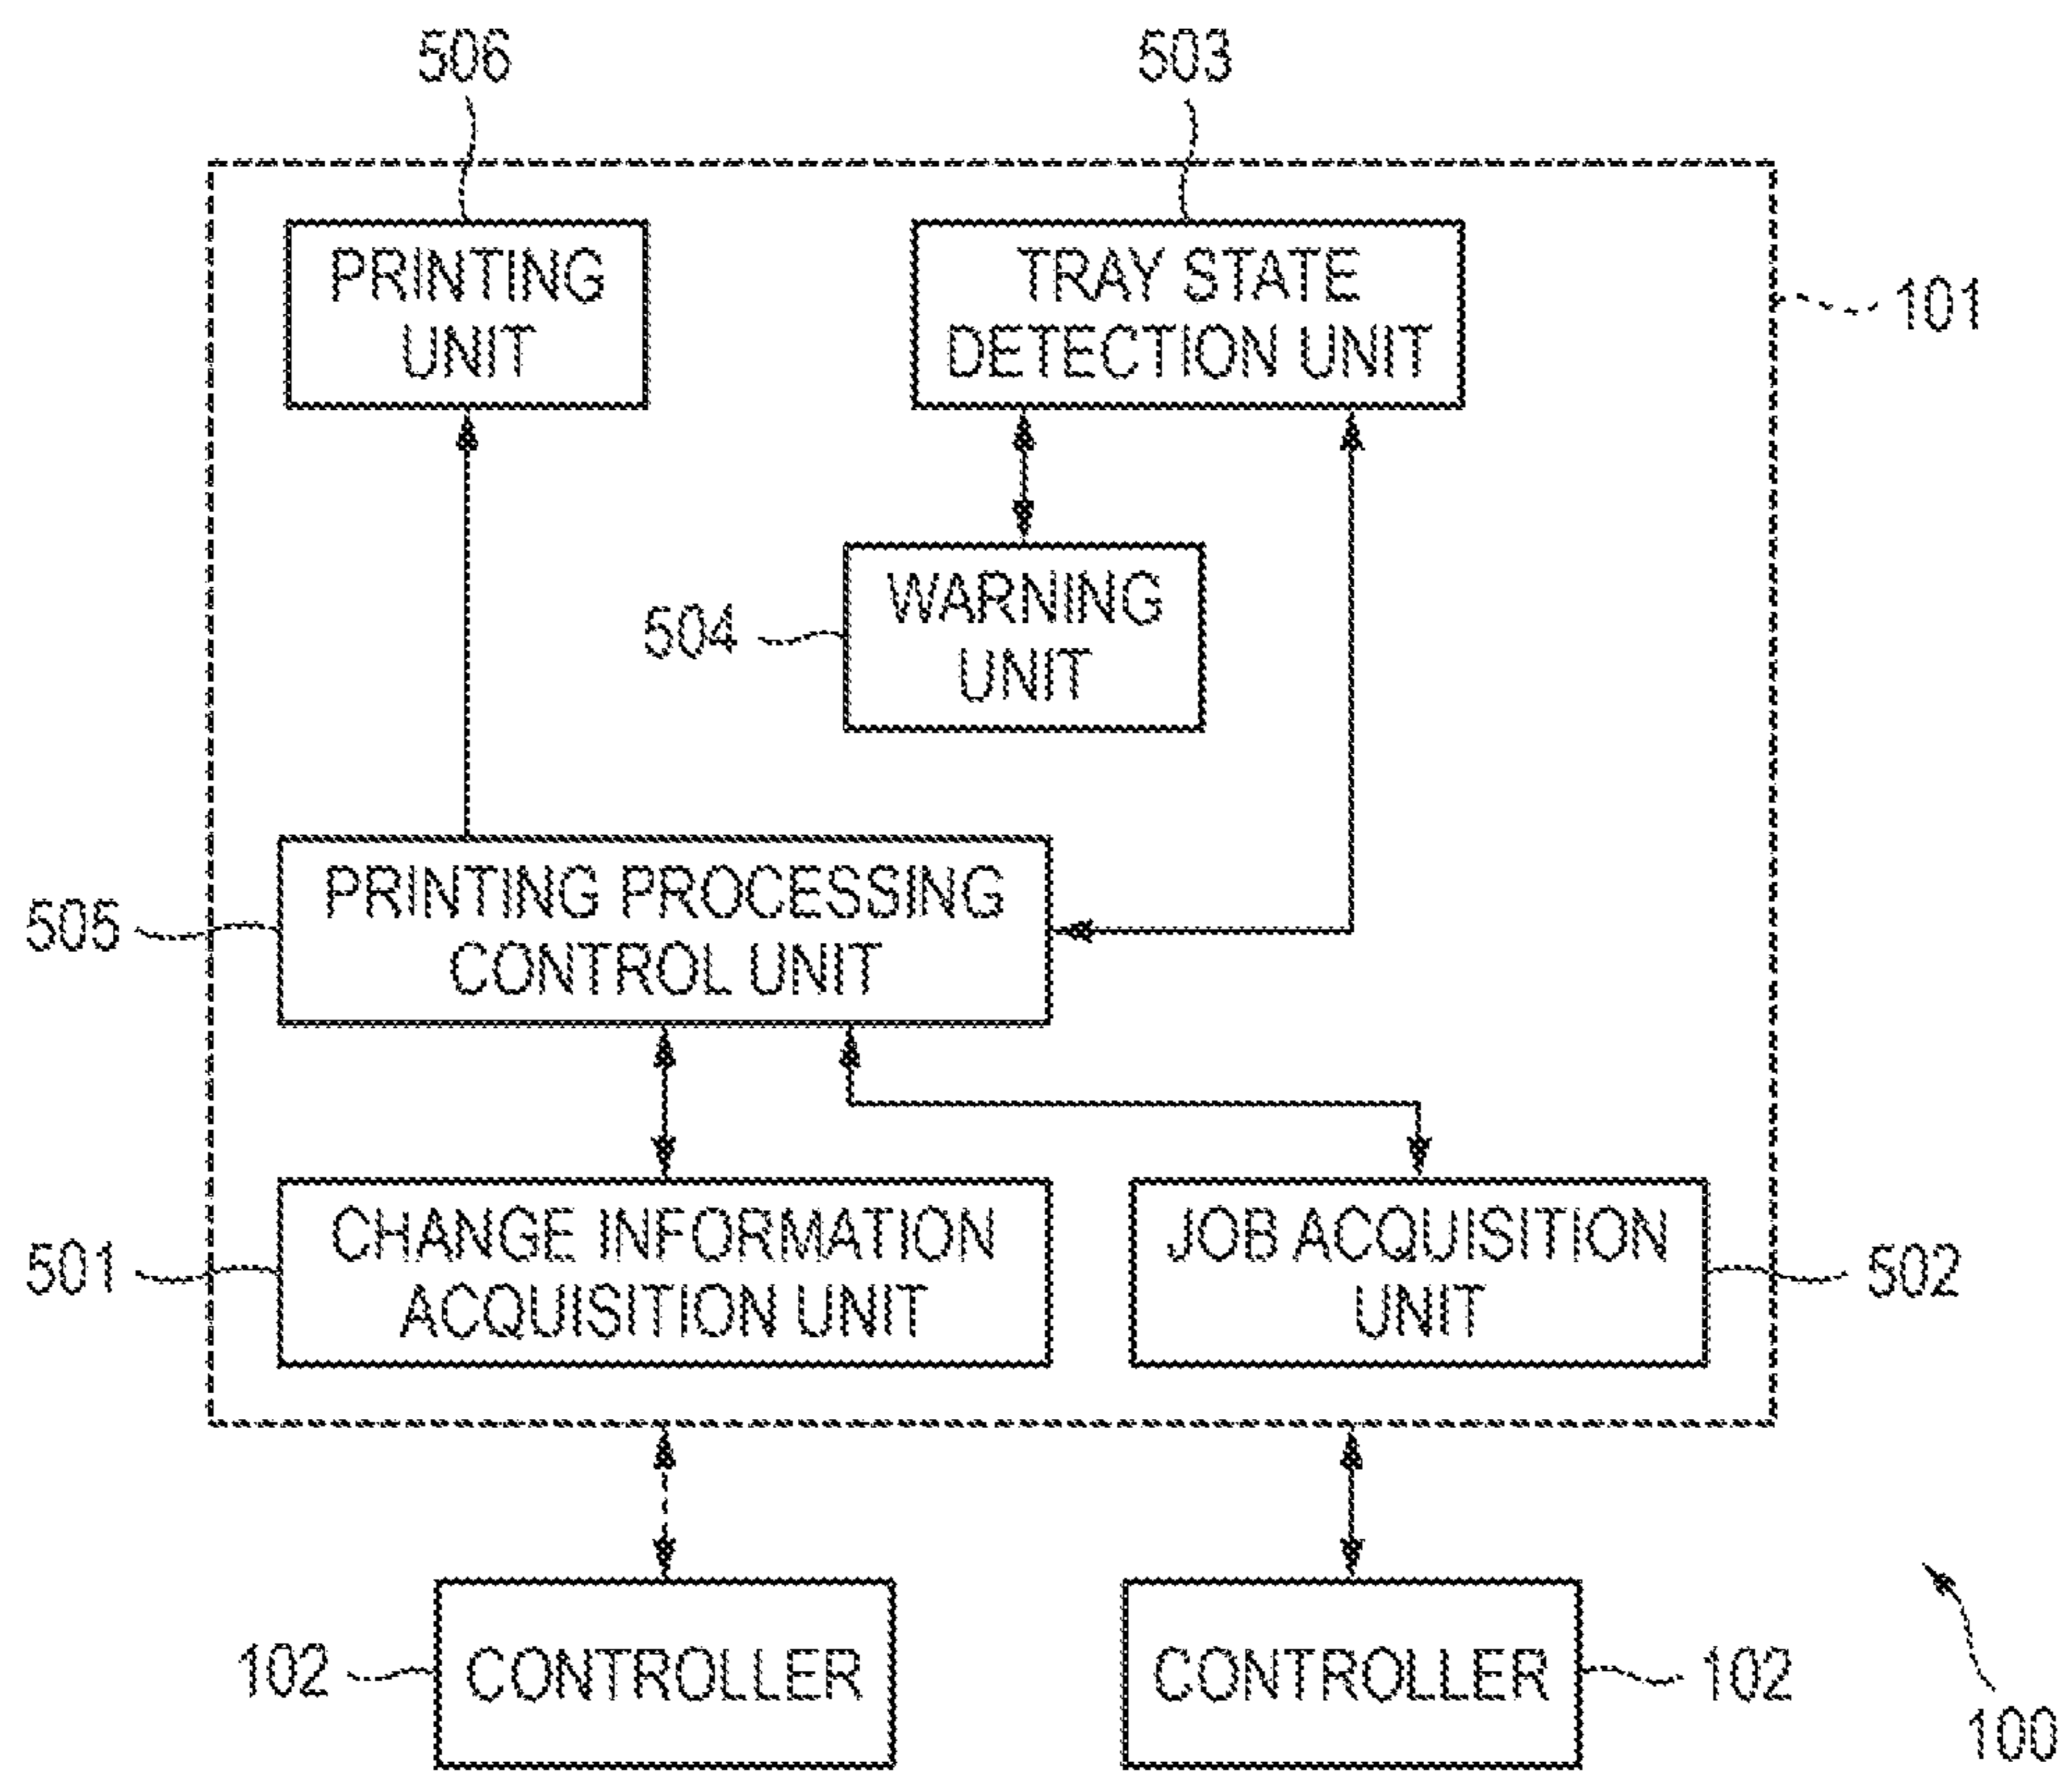 506
503
PRINTING
UNIT
TRAY STATE
DETECTION UNIT
101
504
WARNING
UNIT
505
PRINTING PROCESSING
CONTROL UNIT
501
CHANGE INFORMATION
ACQUISITION UNIT
JOB ACQUISITION
UNIT
502
102
CONTROLLER
CONTROLLER
102
100